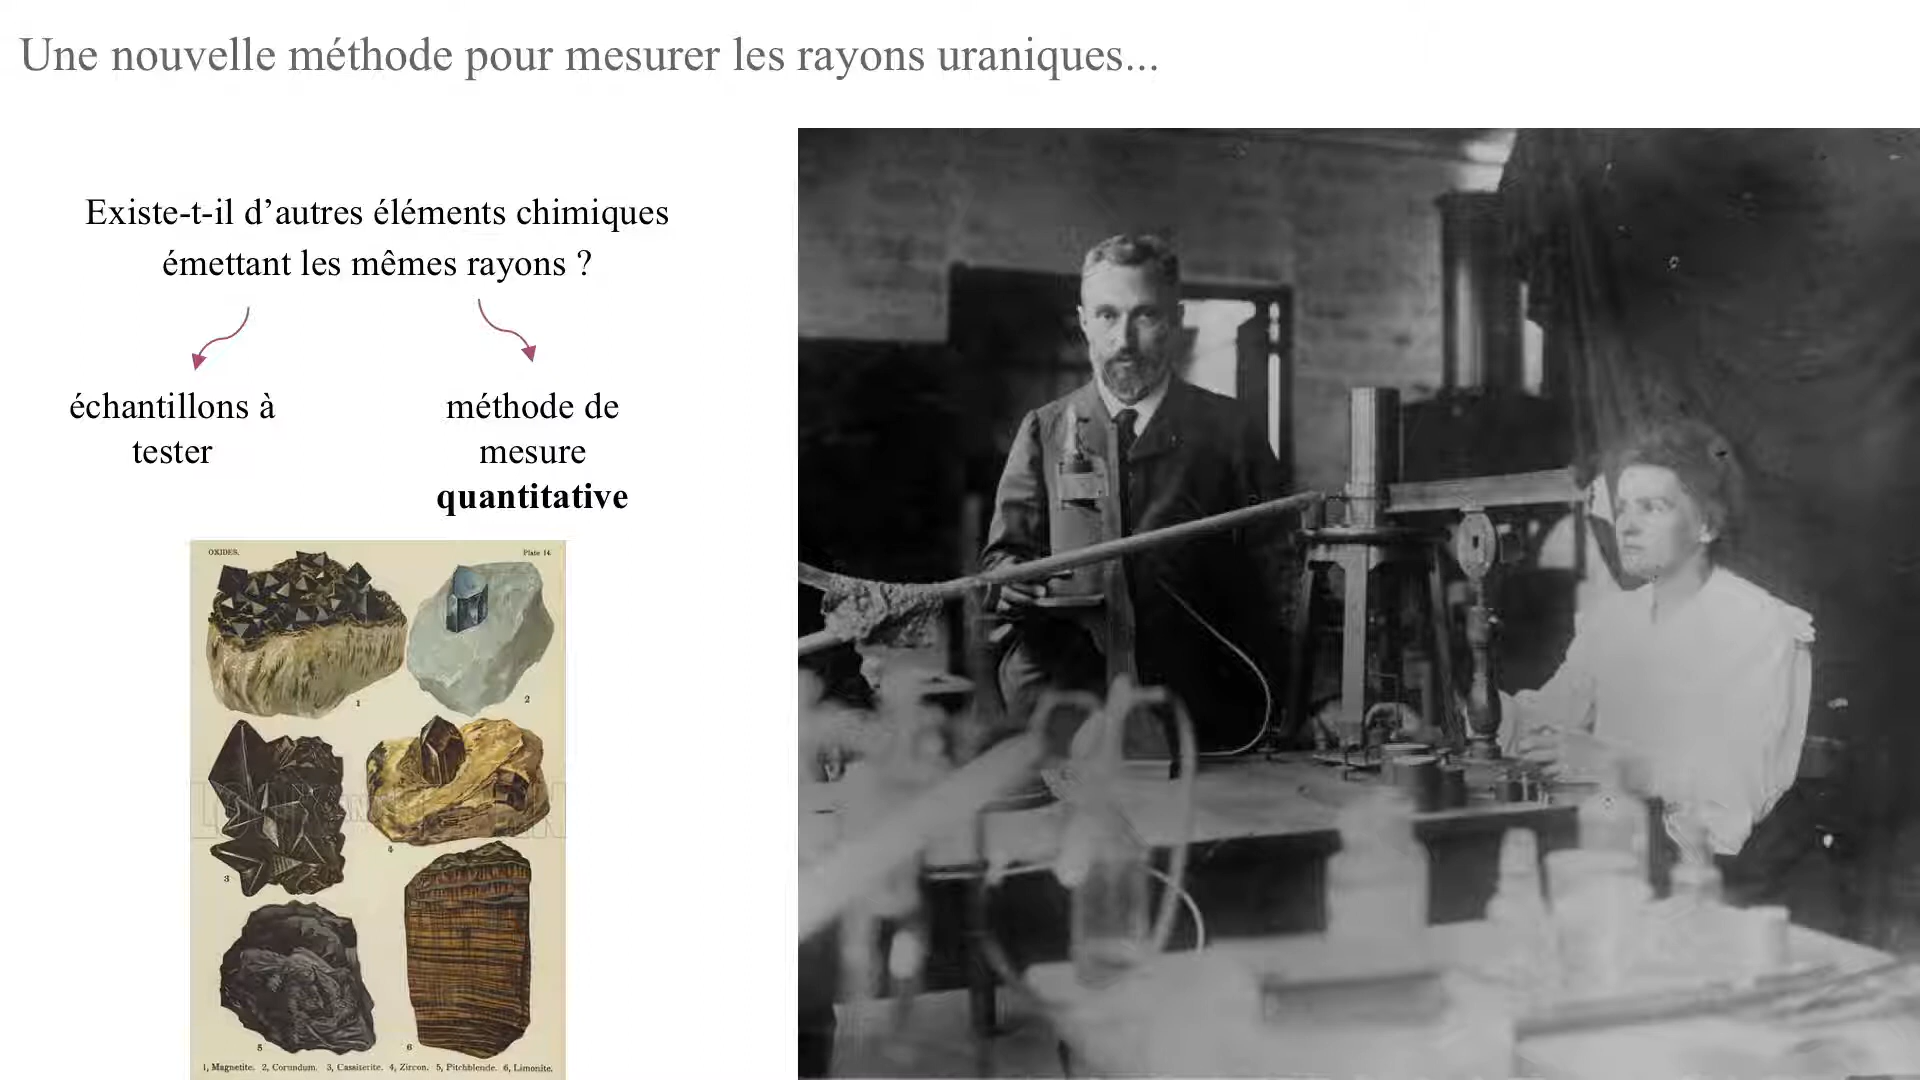 Une nouvelle méthode pour mesurer les rayons uraniques...
Existe-t-il d’autres éléments chimiques
émettant les mêmes rayons ?
échantillons à
tester
méthode de
mesure
quantitative
OXIDES.
Plate 14
1
2
3
4
5
6
1, Magnetite. 2, Corundum. 3, Cassiterite. 4, Zircon. 5, Pitchblende. 6, Limonite.